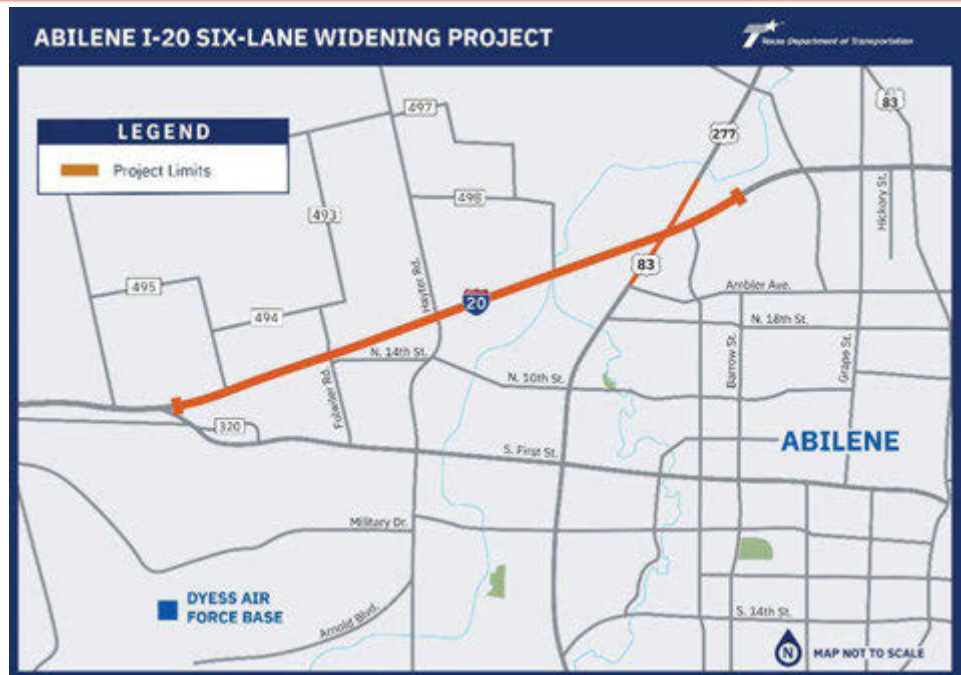 ABILENE I-20 SIX-LANE WIDENING PROJECT
Texas Department of Transportation
LEGEND
Project Limits
497
83
277
493
498
Hickory St.
83
495
Hayter Rd.
20
Ambler Ave.
494
N. 18th St.
N. 14th St.
Fulwiler Rd.
N. 10th St.
Barrow St.
Grape St.
320
S. First St.
ABILENE
Military Dr.
DYESS AIR
FORCE BASE
Arnold Blvd.
S. 14th St.
N
MAP NOT TO SCALE